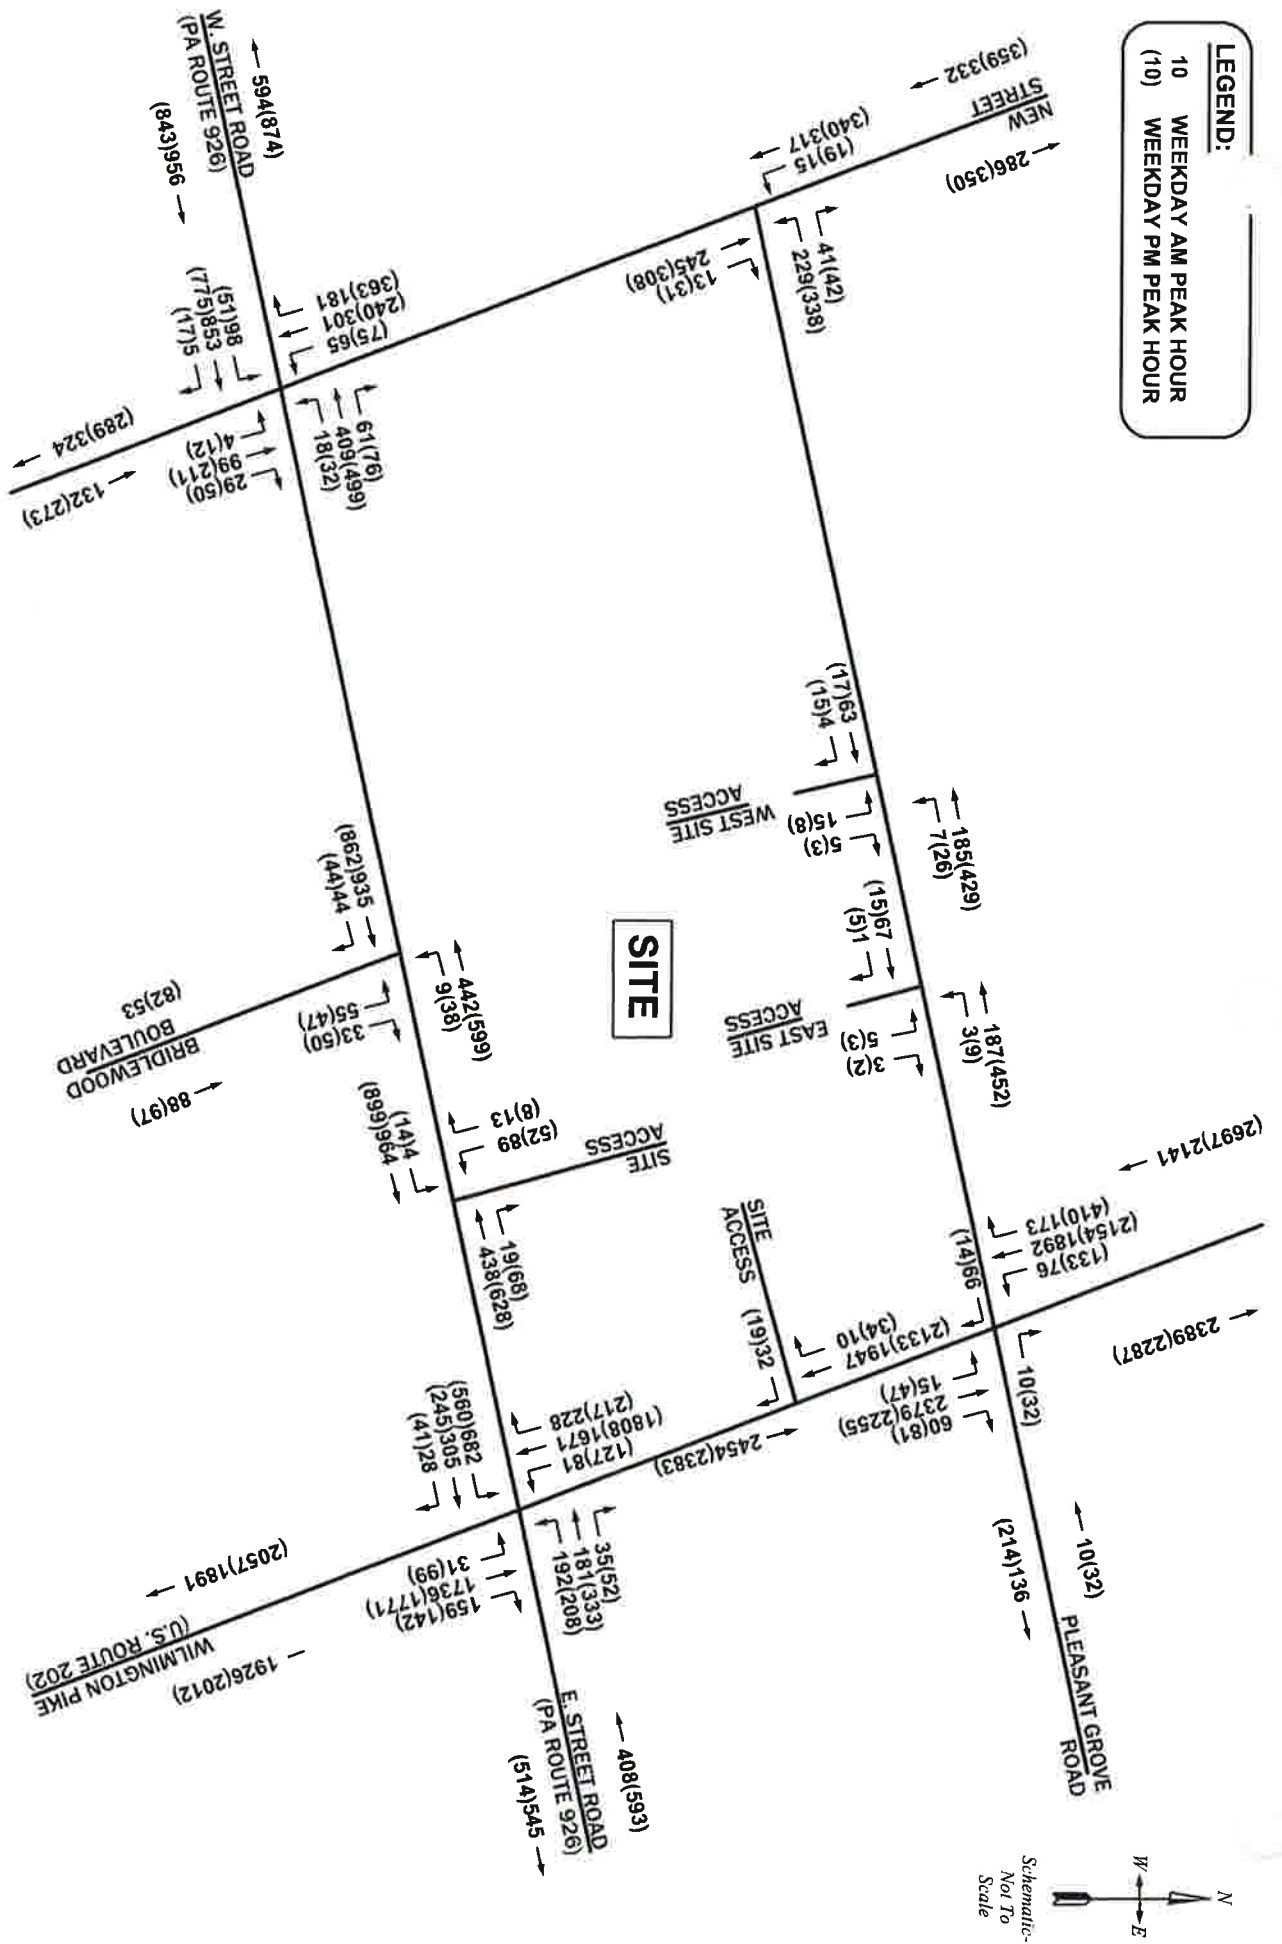 LEGEND:
10 WEEKDAY AM PEAK HOUR
(10) WEEKDAY PM PEAK HOUR
(359)332
NEW
STREET
286(350)
(340)317
(19)15
41(42)
229(338)
245(308)
13(31)
W. STREET ROAD
(PA ROUTE 926)
594(874)
(843)956
(363)181
(240)301
(75)65
(51)98
(775)853
(17)5
61(76)
409(499)
18(32)
4(12)
99(211)
29(50)
(289)324
132(273)
(17)63
(15)4
WEST SITE
ACCESS
15(8)
5(3)
185(429)
7(26)
(15)67
(5)1
EAST SITE
ACCESS
5(3)
3(2)
187(452)
3(9)
SITE
(862)935
(44)44
442(599)
9(38)
55(47)
33(50)
(82)53
BRIDLEWOOD
BOULEVARD
88(97)
(14)4
(899)964
(8)13
(52)89
SITE
ACCESS
19(68)
438(628)
(2697)2141
(410)173
(2154)1892
(133)76
2389(2287)
(14)66
10(32)
15(47)
2379(2255)
60(81)
10(32)
(214)136
PLEASANT GROVE
ROAD
SITE
ACCESS
(19)32
(34)10
(2133)1947
2454(2383)
(217)228
(1808)1671
(127)81
(560)682
(245)305
(41)28
35(52)
181(333)
192(208)
31(99)
1736(1771)
159(142)
(2057)1891
WILMINGTON PIKE
(U.S. ROUTE 202)
1926(2012)
E. STREET ROAD
(PA ROUTE 926)
408(593)
(514)545
N
W E
Schematic-
Not To
Scale